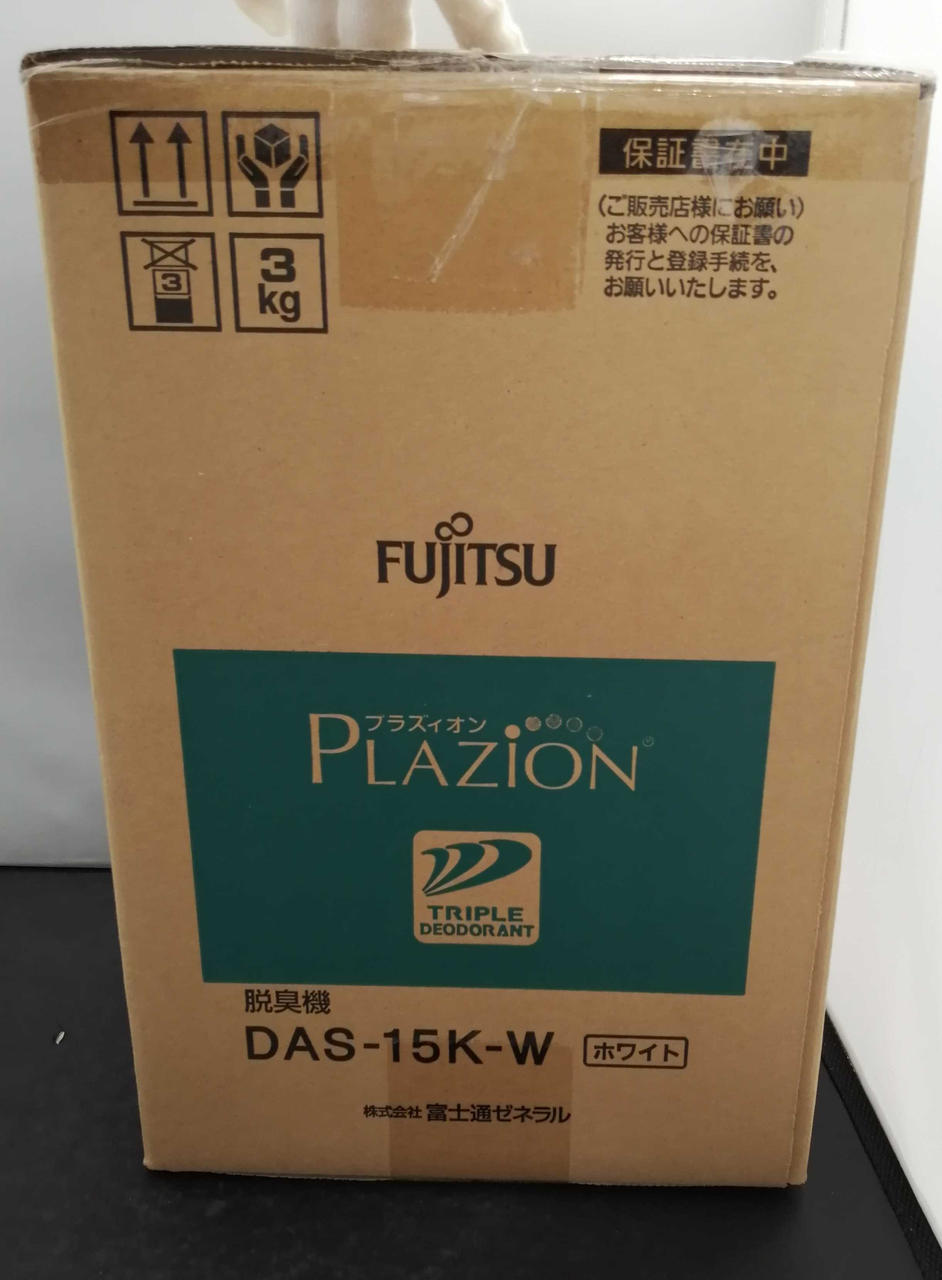 保証書在中
(ご販売店様にお願い)
お客様への保証書の
発行と登録手続を、
お願いいたします。
3
3
kg
FUJITSU
プラズィオン
PLAZION
TRIPLE
DEODORANT
脱臭機
DAS-15K-W ホワイト
株式会社 富士通ゼネラル